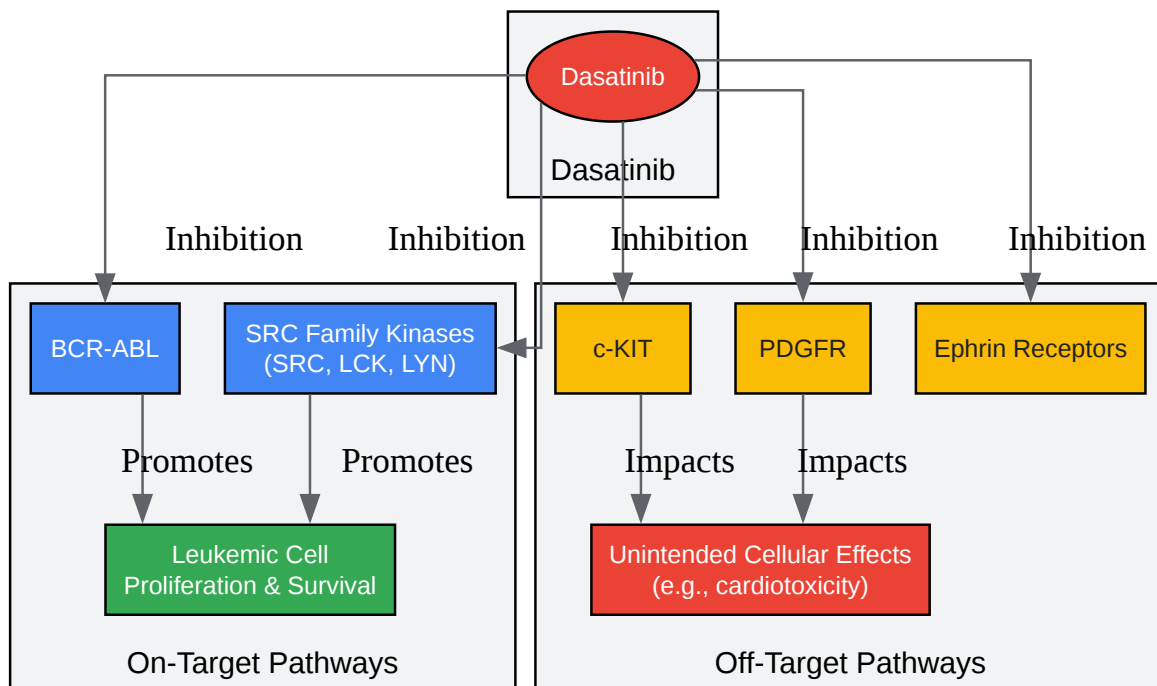 Dasatinib
Dasatinib
Inhibition
Inhibition
Inhibition
Inhibition
Inhibition
BCR-ABL
SRC Family Kinases
(SRC, LCK, LYN)
c-KIT
PDGFR
Ephrin Receptors
Promotes
Promotes
Impacts
Impacts
Leukemic Cell
Proliferation & Survival
Unintended Cellular Effects
(e.g., cardiotoxicity)
On-Target Pathways
Off-Target Pathways